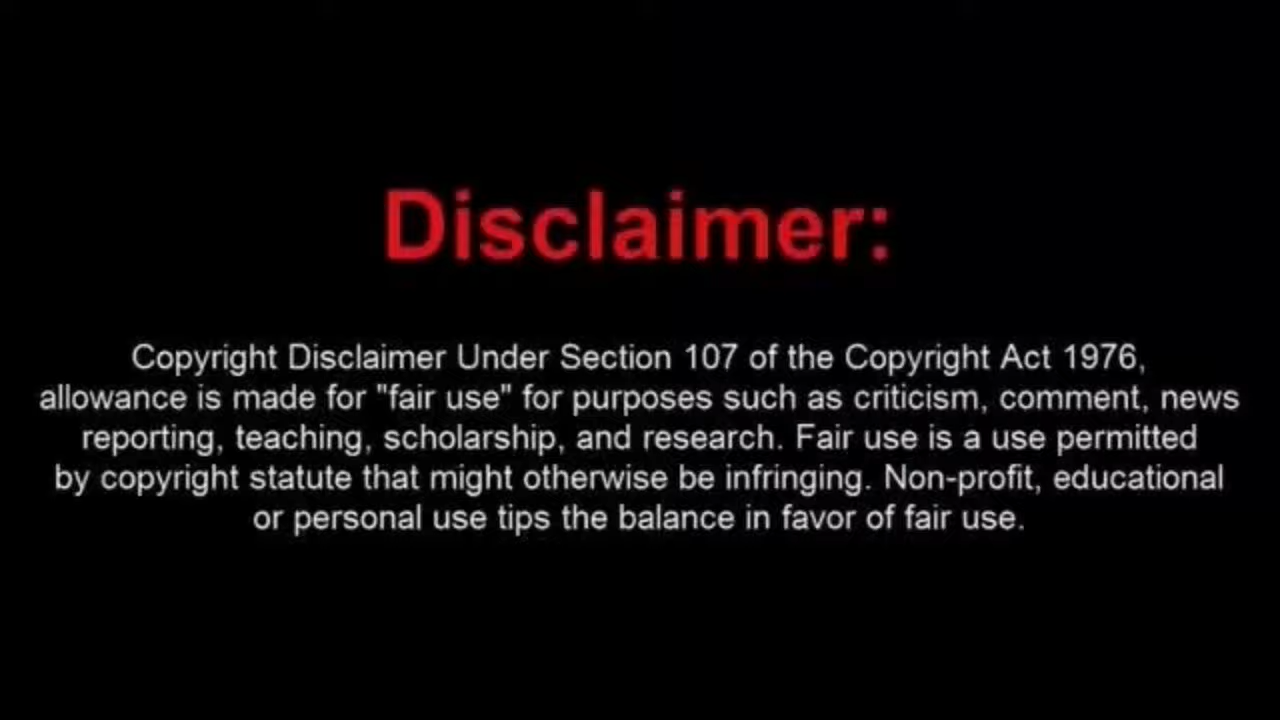 Disclaimer:
Copyright Disclaimer Under Section 107 of the Copyright Act 1976,
allowance is made for "fair use" for purposes such as criticism, comment, news
reporting, teaching, scholarship, and research. Fair use is a use permitted
by copyright statute that might otherwise be infringing. Non-profit, educational
or personal use tips the balance in favor of fair use.